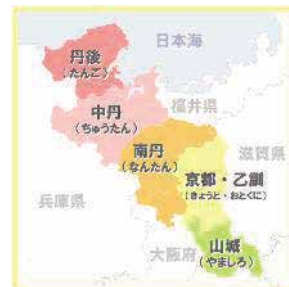 日本海
丹後
(たんご)
福井県
中丹
(ちゅうたん)
南丹
(なんたん)
滋賀県
京都・乙訓
(きょうと・おとくに)
兵庫県
大阪府
山城
(やましろ)